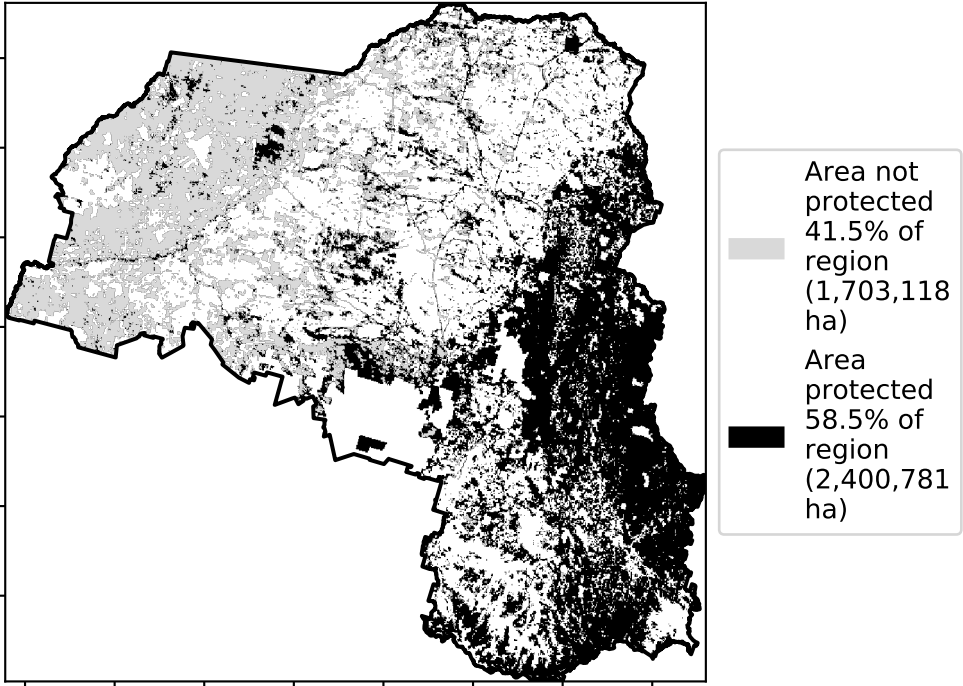 Area not
protected
41.5% of
region
(1,703,118
ha)
Area
protected
58.5% of
region
(2,400,781
ha)